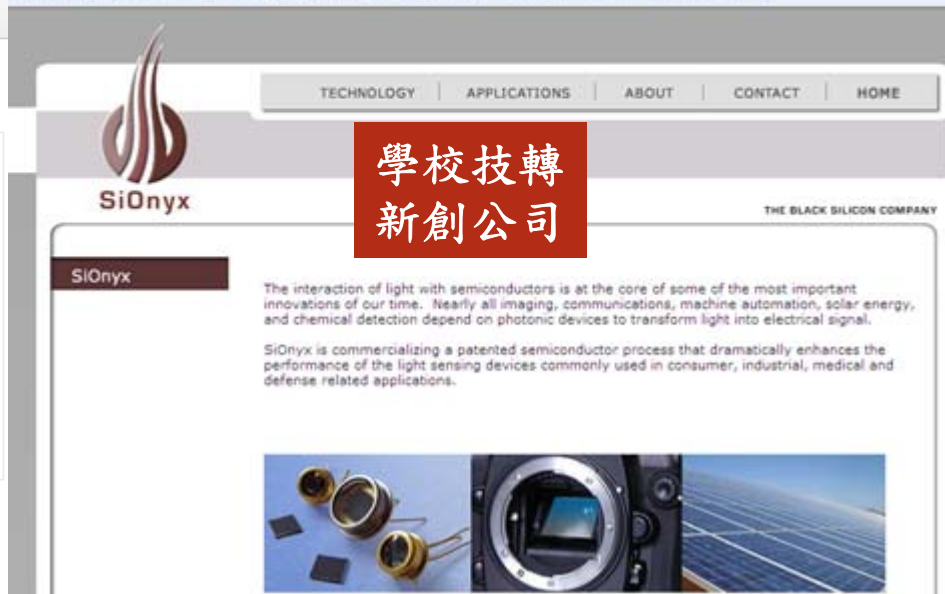 TECHNOLOGY | APPLICATIONS | ABOUT | CONTACT | HOME
學校技轉
新創公司
SiOnyx
THE BLACK SILICON COMPANY
SiOnyx
The interaction of light with semiconductors is at the core of some of the most important
innovations of our time. Nearly all imaging, communications, machine automation, solar energy,
and chemical detection depend on photonic devices to transform light into electrical signal.
SiOnyx is commercializing a patented semiconductor process that dramatically enhances the
performance of the light sensing devices commonly used in consumer, industrial, medical and
defense related applications.